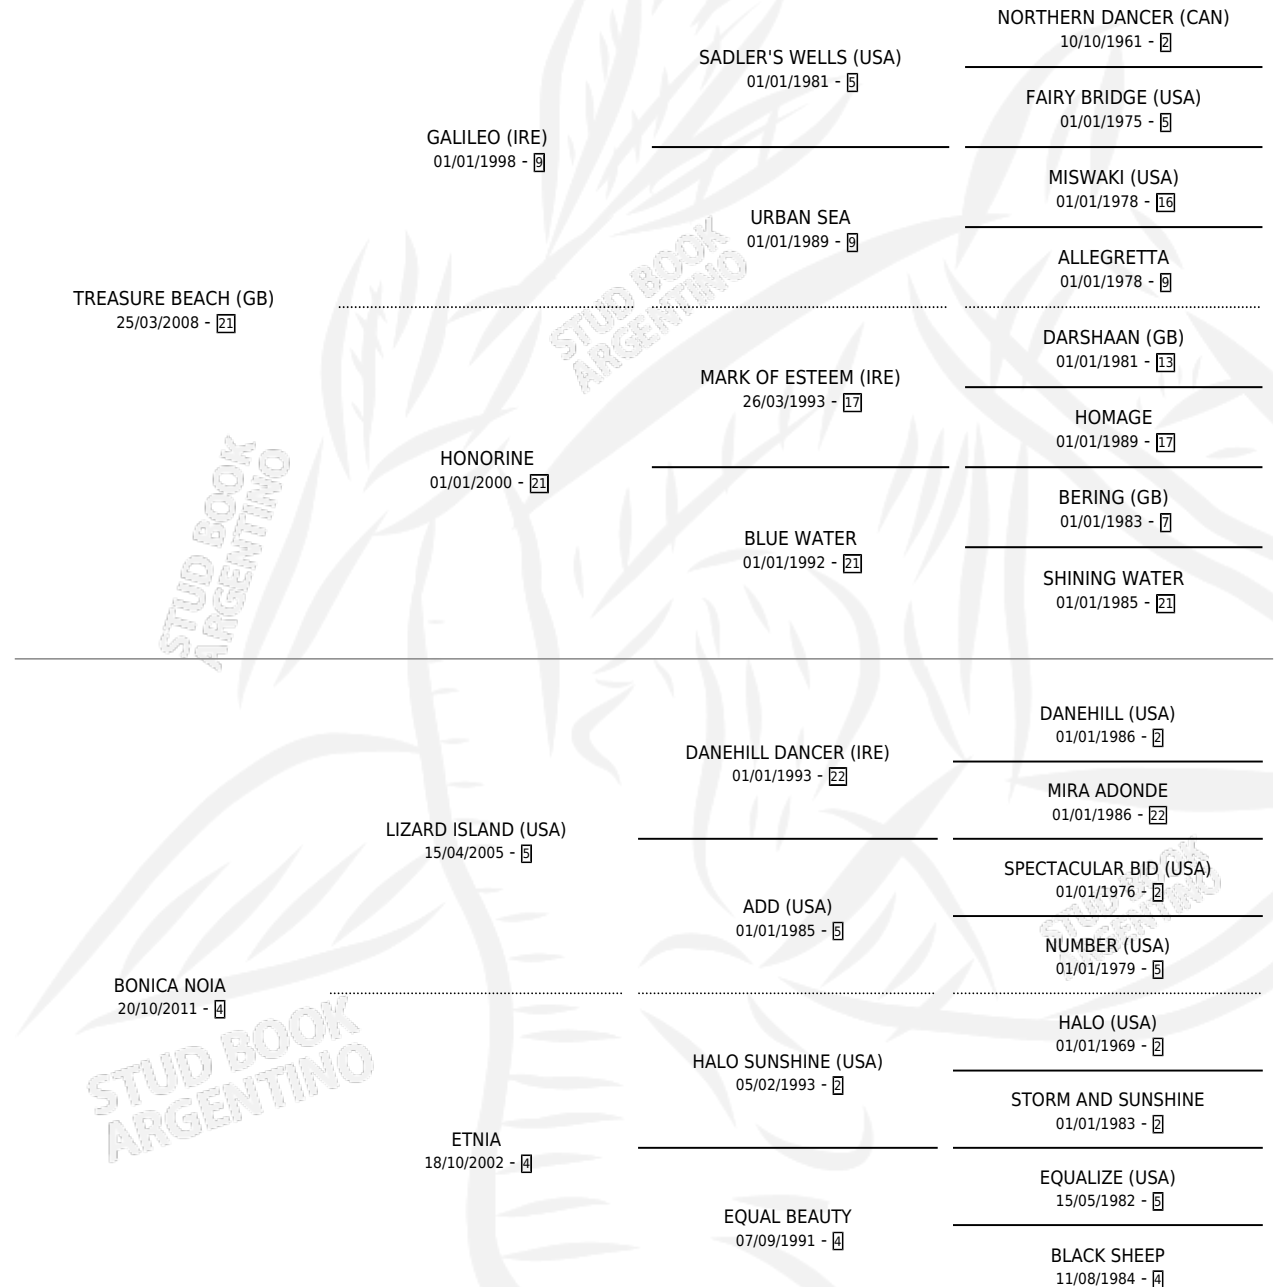 NORTHERN DANCER (CAN)
10/10/1961 - 2
SADLER'S WELLS (USA)
01/01/1981 - 5
FAIRY BRIDGE (USA)
01/01/1975 - 5
GALILEO (IRE)
01/01/1998 - 9
MISWAKI (USA)
01/01/1978 - 16
URBAN SEA
01/01/1989 - 9
ALLEGRETTA
01/01/1978 - 9
TREASURE BEACH (GB)
25/03/2008 - 21
DARSHAAN (GB)
01/01/1981 - 13
MARK OF ESTEEM (IRE)
26/03/1993 - 17
HOMAGE
01/01/1989 - 17
HONORINE
01/01/2000 - 21
BERING (GB)
01/01/1983 - 7
BLUE WATER
01/01/1992 - 21
SHINING WATER
01/01/1985 - 21
DANEHILL (USA)
01/01/1986 - 2
DANEHILL DANCER (IRE)
01/01/1993 - 22
MIRA ADONDE
01/01/1986 - 22
LIZARD ISLAND (USA)
15/04/2005 - 5
SPECTACULAR BID (USA)
01/01/1976 - 2
ADD (USA)
01/01/1985 - 5
NUMBER (USA)
01/01/1979 - 5
BONICA NOIA
20/10/2011 - 4
HALO (USA)
01/01/1969 - 2
HALO SUNSHINE (USA)
05/02/1993 - 2
STORM AND SUNSHINE
01/01/1983 - 2
ETNIA
18/10/2002 - 4
EQUALIZE (USA)
15/05/1982 - 5
EQUAL BEAUTY
07/09/1991 - 4
BLACK SHEEP
11/08/1984 - 4
STUD BOOK
ARGENTINO
STUD BOOK
ARGENTINO
STUD BOOK
ARGENTINO
STUD BOOK
ARGENTINO